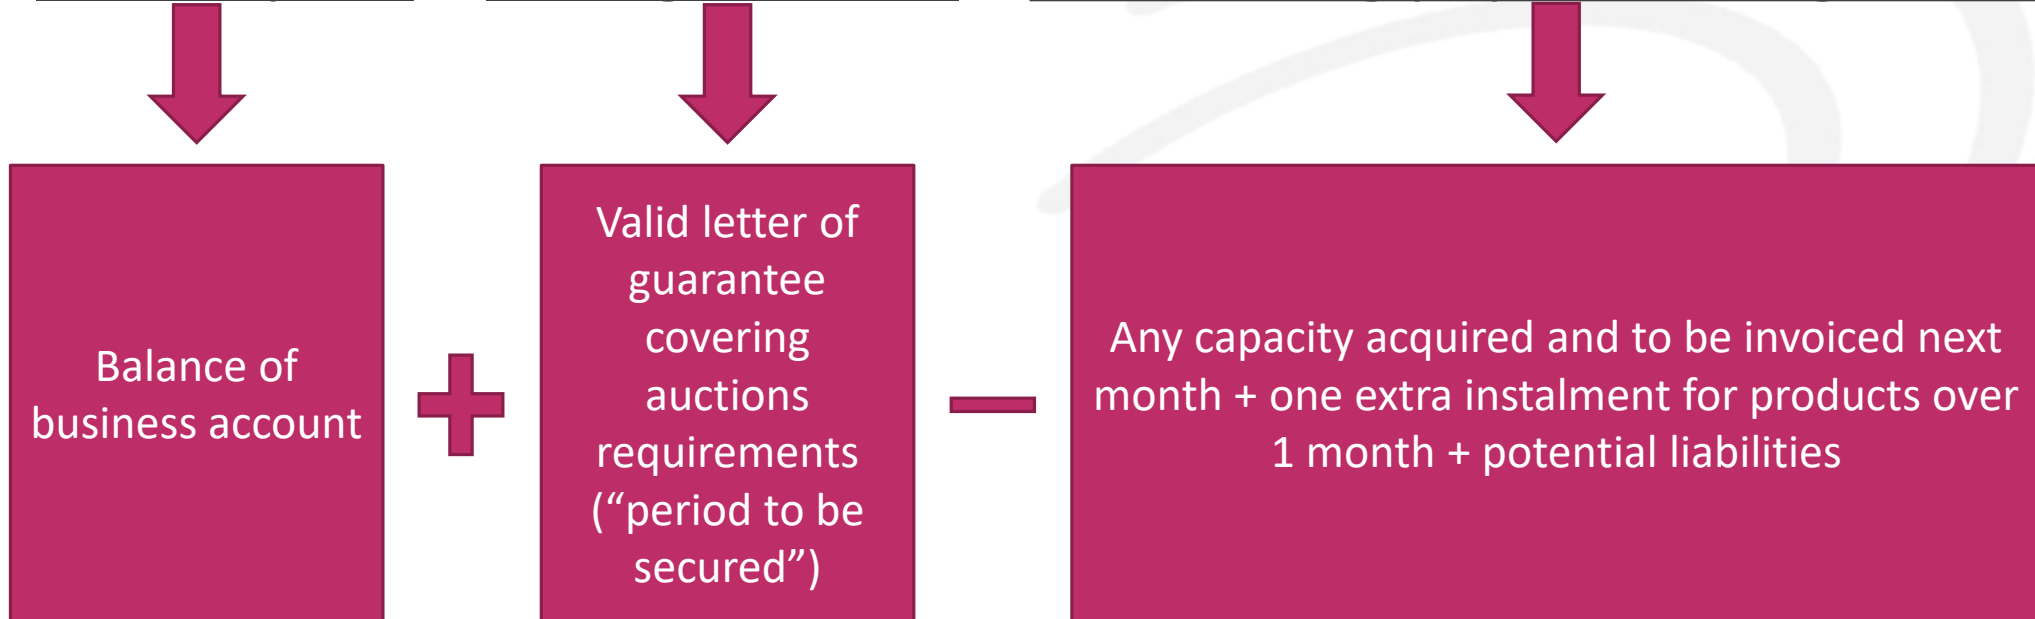 Balance of
business account
Valid letter of
guarantee
covering
auctions
requirements
(“period to be
secured”)
Any capacity acquired and to be invoiced next
month + one extra instalment for products over
1 month + potential liabilities